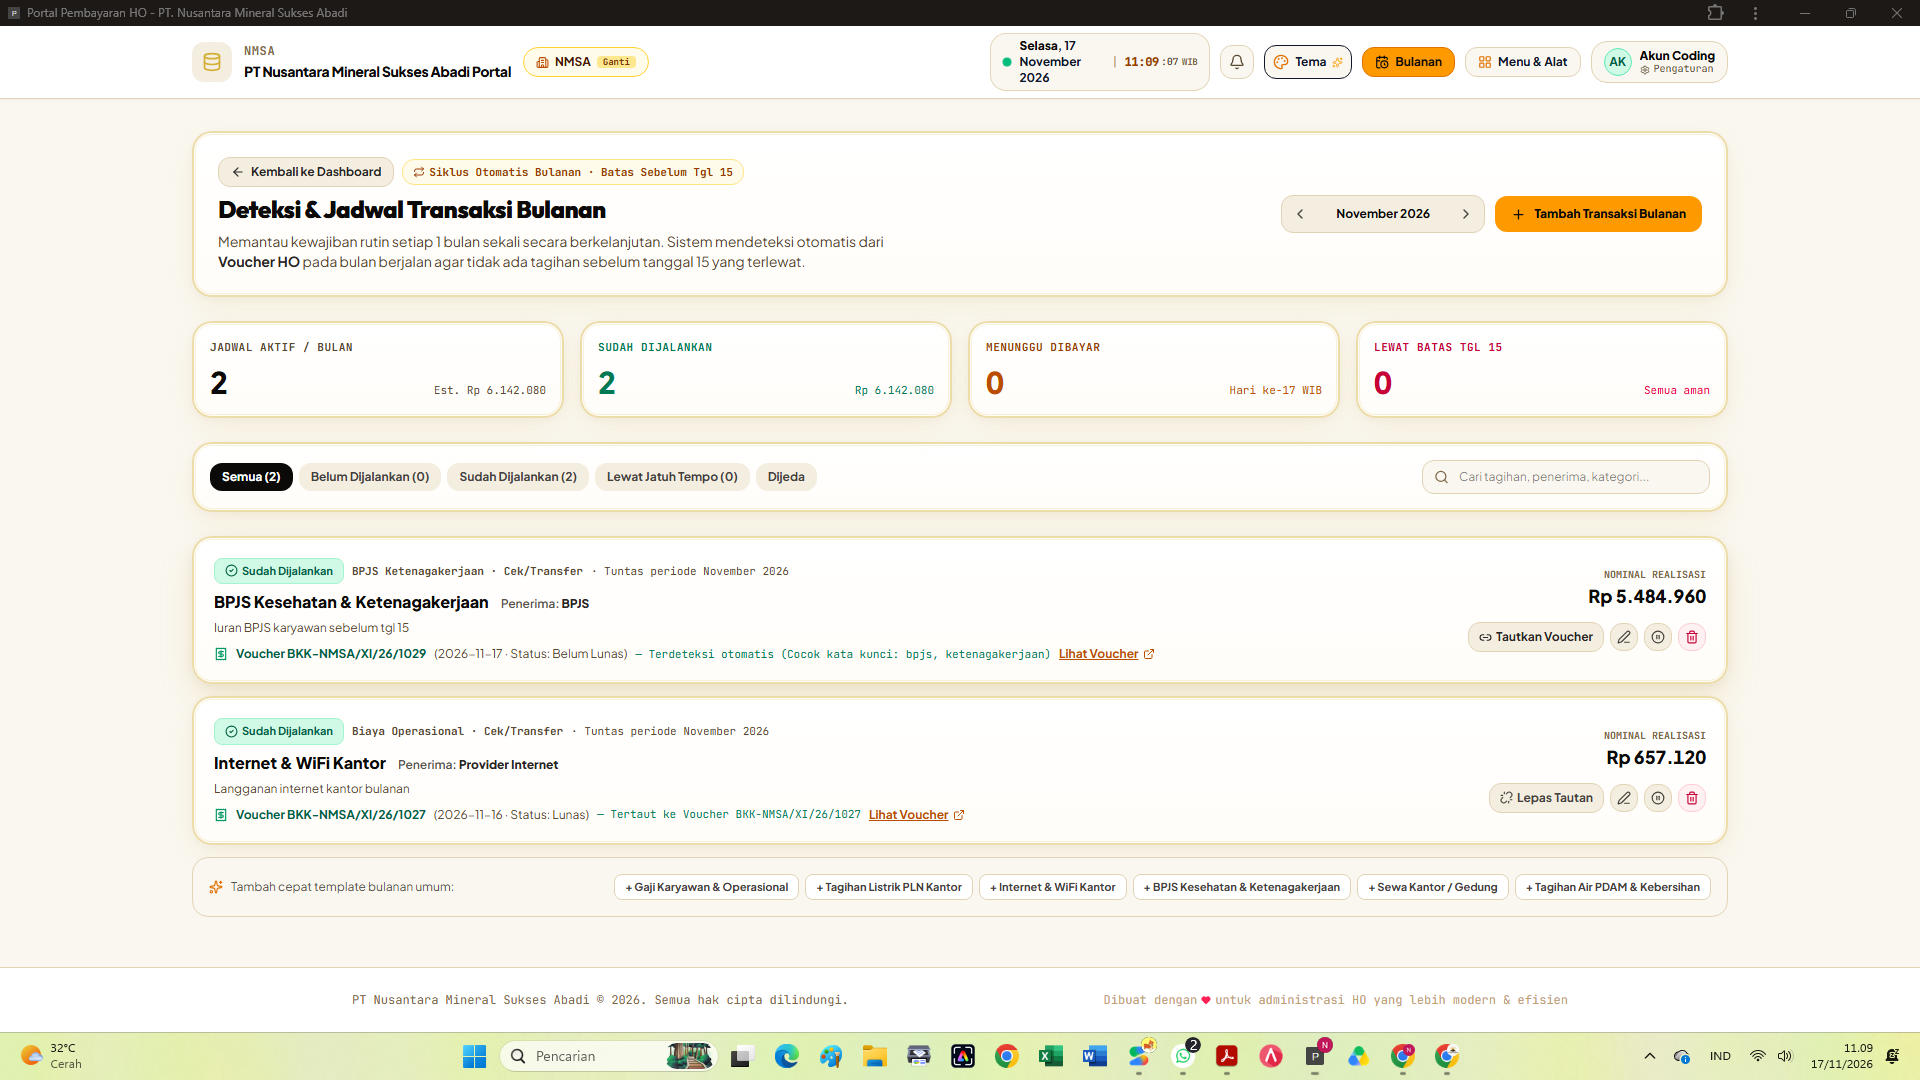 Portal Pembayaran HO - PT. Nusantara Mineral Sukses Abadi
NMSA
PT Nusantara Mineral Sukses Abadi Portal
NMSA Ganti
Selasa, 17 November 2026 | 11:09:07 WIB
Tema
Bulanan
Menu & Alat
AK
Akun Coding
Pengaturan
Kembali ke Dashboard
Siklus Otomatis Bulanan · Batas Sebelum Tgl 15
Deteksi & Jadwal Transaksi Bulanan
Memantau kewajiban rutin setiap 1 bulan sekali secara berkelanjutan. Sistem mendeteksi otomatis dari
Voucher HO pada bulan berjalan agar tidak ada tagihan sebelum tanggal 15 yang terlewat.
November 2026
+ Tambah Transaksi Bulanan
JADWAL AKTIF / BULAN
2
Est. Rp 6.142.080
SUDAH DIJALANKAN
2
Rp 6.142.080
MENUNGGU DIBAYAR
0
Hari ke-17 WIB
LEWAT BATAS TGL 15
0
Semua aman
Semua (2)
Belum Dijalankan (0)
Sudah Dijalankan (2)
Lewat Jatuh Tempo (0)
Dijeda
Cari tagihan, penerima, kategori...
Sudah Dijalankan BPJS Ketenagakerjaan · Cek/Transfer · Tuntas periode November 2026
BPJS Kesehatan & Ketenagakerjaan Penerima: BPJS
Iuran BPJS karyawan sebelum tgl 15
Voucher BKK-NMSA/XI/26/1029 (2026-11-17 · Status: Belum Lunas) — Terdeteksi otomatis (Cocok kata kunci: bpjs, ketenagakerjaan) Lihat Voucher
NOMINAL REALISASI
Rp 5.484.960
Tautkan Voucher
Sudah Dijalankan Biaya Operasional · Cek/Transfer · Tuntas periode November 2026
Internet & WiFi Kantor Penerima: Provider Internet
Langganan internet kantor bulanan
Voucher BKK-NMSA/XI/26/1027 (2026-11-16 · Status: Lunas) — Tertaut ke Voucher BKK-NMSA/XI/26/1027 Lihat Voucher
NOMINAL REALISASI
Rp 657.120
Lepas Tautan
Tambah cepat template bulanan umum:
+ Gaji Karyawan & Operasional
+ Tagihan Listrik PLN Kantor
+ Internet & WiFi Kantor
+ BPJS Kesehatan & Ketenagakerjaan
+ Sewa Kantor / Gedung
+ Tagihan Air PDAM & Kebersihan
PT Nusantara Mineral Sukses Abadi © 2026. Semua hak cipta dilindungi.
Dibuat dengan ♥ untuk administrasi HO yang lebih modern & efisien
32°C
Cerah
Pencarian
2
N
P
N
IND
11.09
17/11/2026